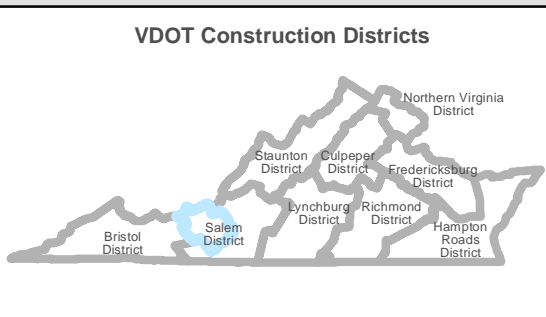 VDOT Construction Districts
Northern Virginia
District
Staunton
District
Culpeper
District
Fredericksburg
District
Lynchburg
District
Richmond
District
Salem
District
Bristol
District
Hampton
Roads
District